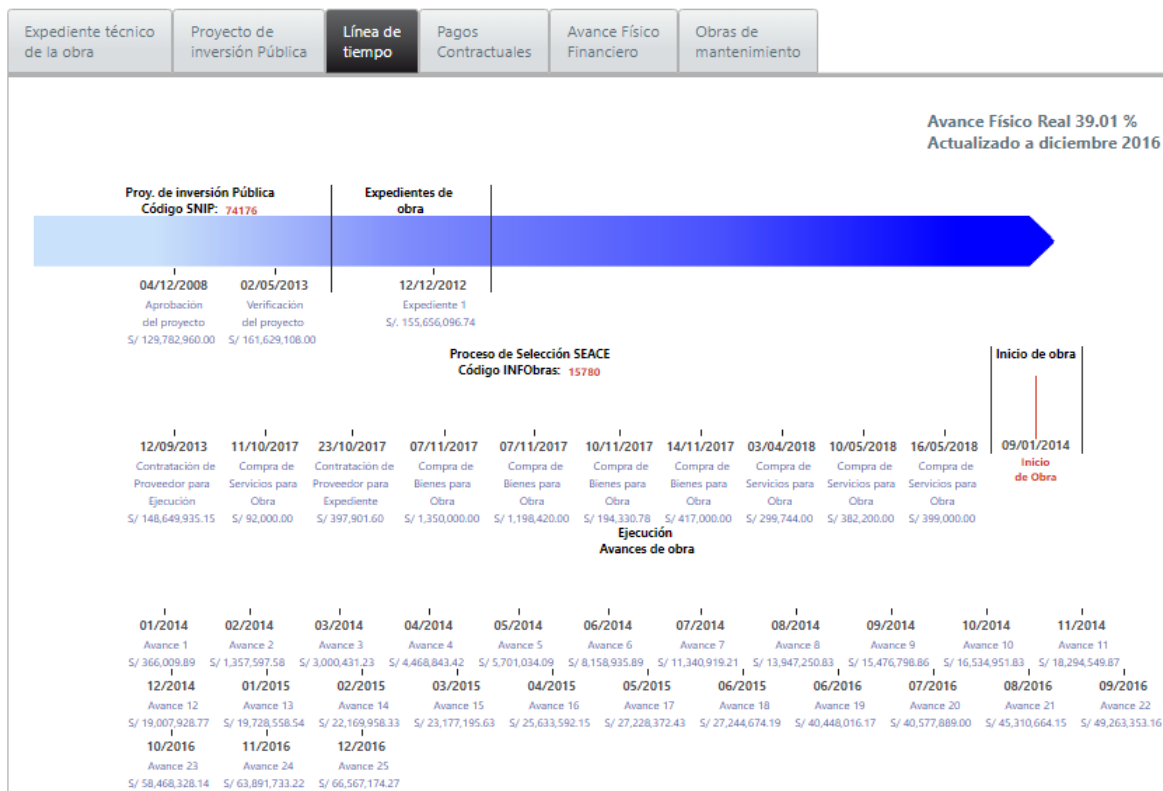 Expediente técnico
de la obra
Proyecto de
inversión Pública
Línea de
tiempo
Pagos
Contractuales
Avance Físico
Financiero
Obras de
mantenimiento
Avance Físico Real 39.01 %
Actualizado a diciembre 2016
Proy. de inversión Pública
Código SNIP: 74176
Expedientes de
obra
04/12/2008
Aprobación
del proyecto
S/ 129,782,960.00
02/05/2013
Verificación
del proyecto
S/ 161,629,108.00
12/12/2012
Expediente 1
S/. 155,656,096.74
Proceso de Selección SEACE
Código INFObras: 15780
Inicio de obra
12/09/2013
Contratación de
Proveedor para
Ejecución
S/ 148,649,935.15
11/10/2017
Compra de
Servicios para
Obra
S/ 92,000.00
23/10/2017
Contratación de
Proveedor para
Expediente
S/ 397,901.60
07/11/2017
Compra de
Bienes para
Obra
S/ 1,350,000.00
07/11/2017
Compra de
Bienes para
Obra
S/ 1,198,420.00
10/11/2017
Compra de
Bienes para
Obra
S/ 194,330.78
14/11/2017
Compra de
Bienes para
Obra
S/ 417,000.00
03/04/2018
Compra de
Servicios para
Obra
S/ 299,744.00
10/05/2018
Compra de
Servicios para
Obra
S/ 382,200.00
16/05/2018
Compra de
Servicios para
Obra
S/ 399,000.00
09/01/2014
Inicio
de Obra
Ejecución
Avances de obra
01/2014
Avance 1
S/ 366,009.89
02/2014
Avance 2
S/ 1,357,597.58
03/2014
Avance 3
S/ 3,000,431.23
04/2014
Avance 4
S/ 4,468,843.42
05/2014
Avance 5
S/ 5,701,034.09
06/2014
Avance 6
S/ 8,158,935.89
07/2014
Avance 7
S/ 11,340,919.21
08/2014
Avance 8
S/ 13,947,250.83
09/2014
Avance 9
S/ 15,476,798.86
10/2014
Avance 10
S/ 16,534,951.83
11/2014
Avance 11
S/ 18,294,549.87
12/2014
Avance 12
S/ 19,007,928.77
01/2015
Avance 13
S/ 19,728,558.54
02/2015
Avance 14
S/ 22,169,958.33
03/2015
Avance 15
S/ 23,177,195.63
04/2015
Avance 16
S/ 25,633,592.15
05/2015
Avance 17
S/ 27,228,372.43
06/2015
Avance 18
S/ 27,244,674.19
06/2016
Avance 19
S/ 40,448,016.17
07/2016
Avance 20
S/ 40,577,889.00
08/2016
Avance 21
S/ 45,310,664.15
09/2016
Avance 22
S/ 49,263,353.16
10/2016
Avance 23
S/ 58,468,328.14
11/2016
Avance 24
S/ 63,891,733.22
12/2016
Avance 25
S/ 66,567,174.27